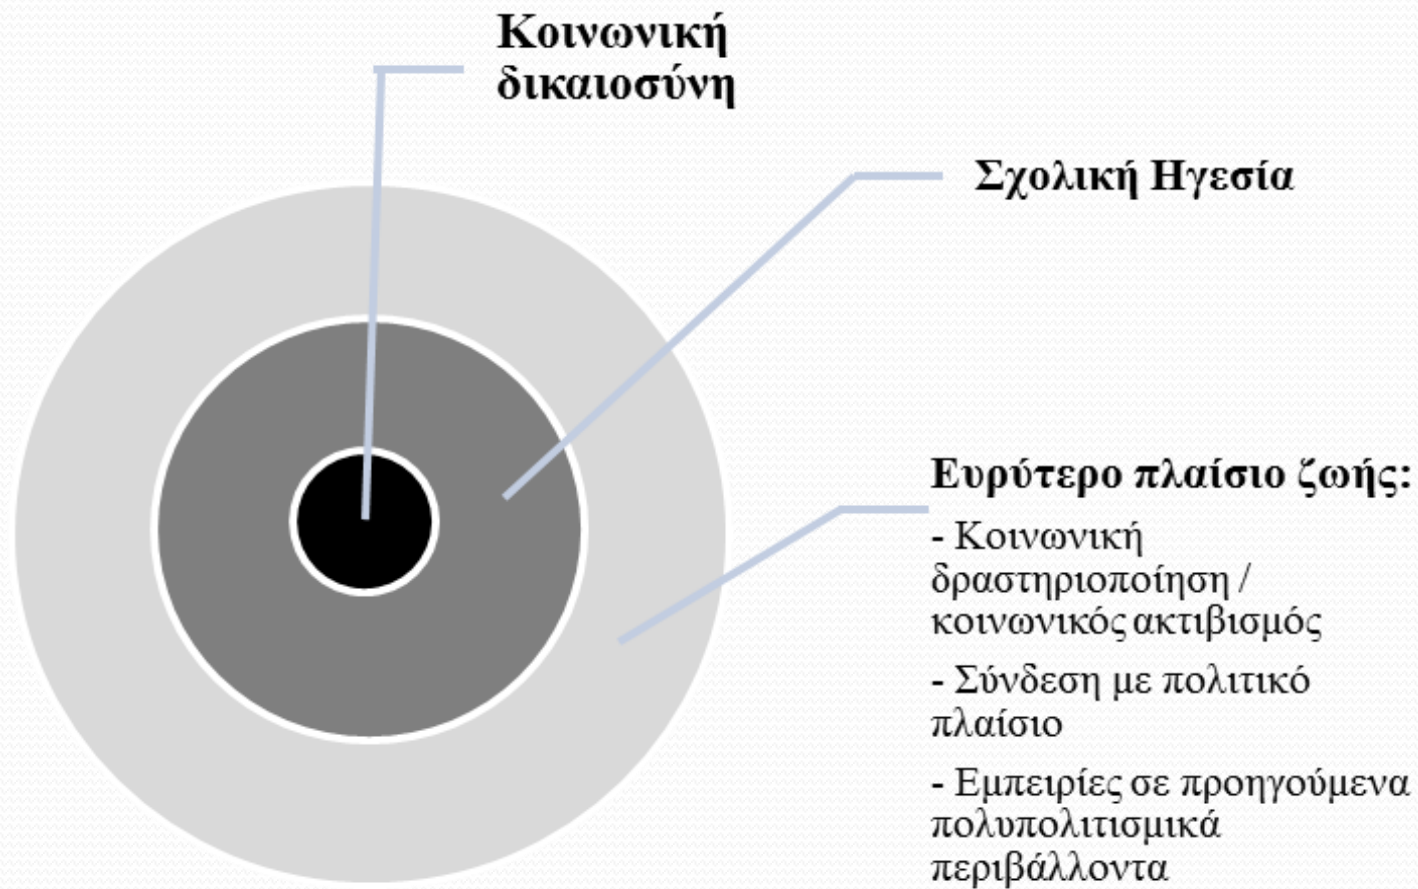 Κοινωνική
δικαιοσύνη
Σχολική Ηγεσία
Ευρύτερο πλαίσιο ζωής:
- Κοινωνική
δραστηριοποίηση /
κοινωνικός ακτιβισμός
- Σύνδεση με πολιτικό
πλαίσιο
- Εμπειρίες σε προηγούμενα
πολυπολιτισμικά
περιβάλλοντα